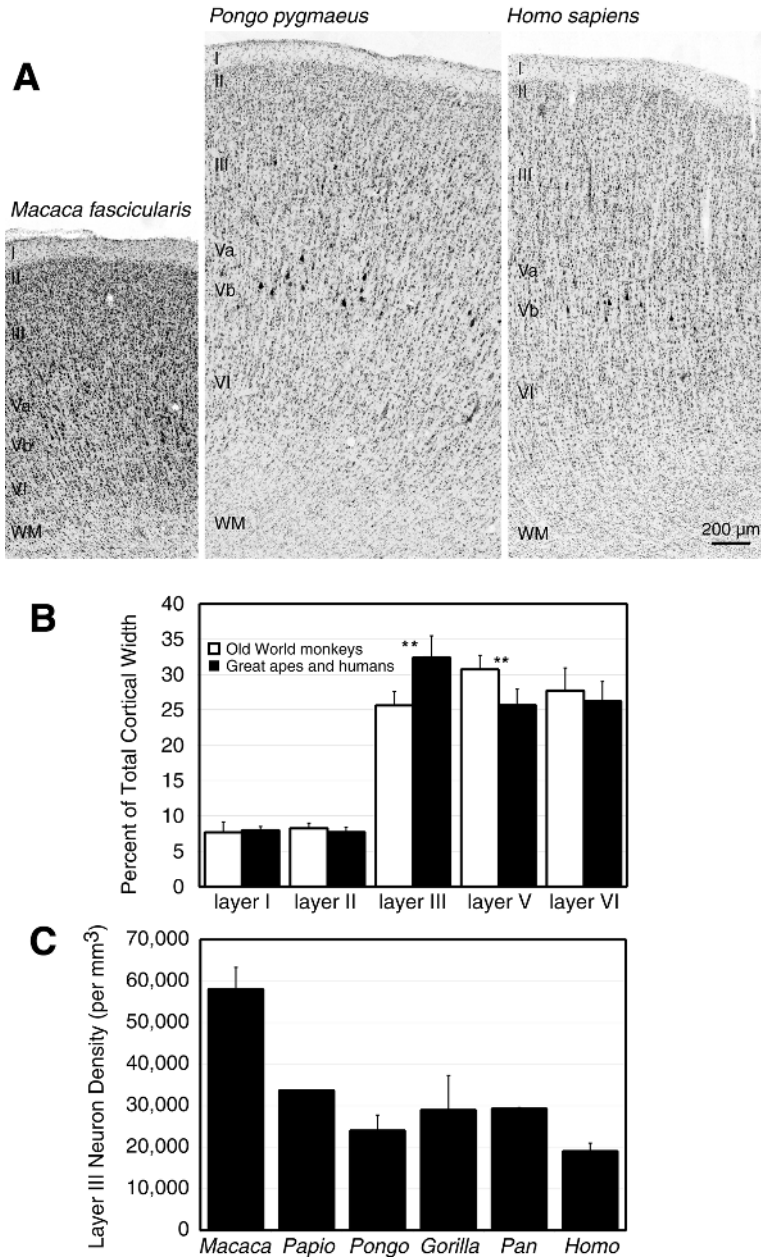 Pongo pygmaeus
Homo sapiens
A
I
II
III
Va
Vb
VI
WM
I
II
III
Va
Vb
VI
WM
200 µm
Macaca fascicularis
I
II
III
Va
Vb
VI
WM
B
Percent of Total Cortical Width
40
35
30
25
20
15
10
5
0
Old World monkeys
Great apes and humans
**
**
layer I layer II layer III layer V layer VI
C
Layer III Neuron Density (per mm³)
70,000
60,000
50,000
40,000
30,000
20,000
10,000
0
Macaca Papio Pongo Gorilla Pan Homo